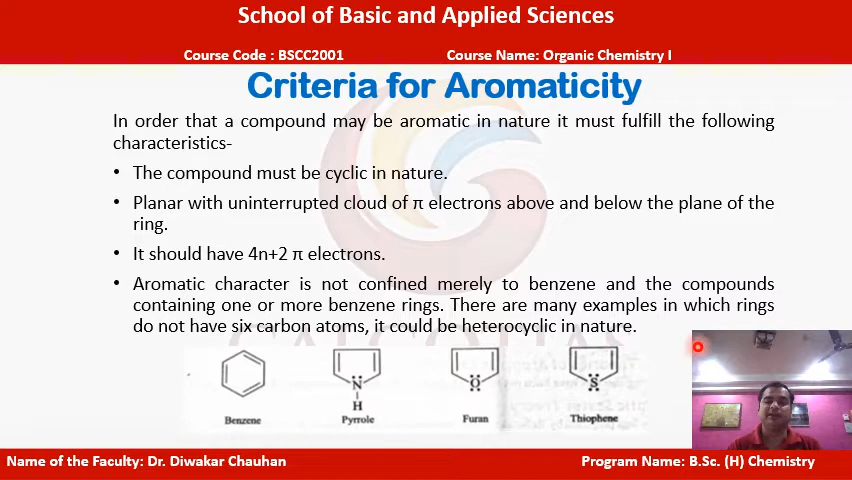 School of Basic and Applied Sciences
Course Code : BSCC2001 Course Name: Organic Chemistry I
Criteria for Aromaticity
In order that a compound may be aromatic in nature it must fulfill the following
characteristics-
• The compound must be cyclic in nature.
• Planar with uninterrupted cloud of π electrons above and below the plane of the
ring.
• It should have 4n+2 π electrons.
• Aromatic character is not confined merely to benzene and the compounds
containing one or more benzene rings. There are many examples in which rings
do not have six carbon atoms, it could be heterocyclic in nature.
N O S
H
Benzene Pyrrole Furan Thiophene
Name of the Faculty: Dr. Diwakar Chauhan Program Name: B.Sc. (H) Chemistry